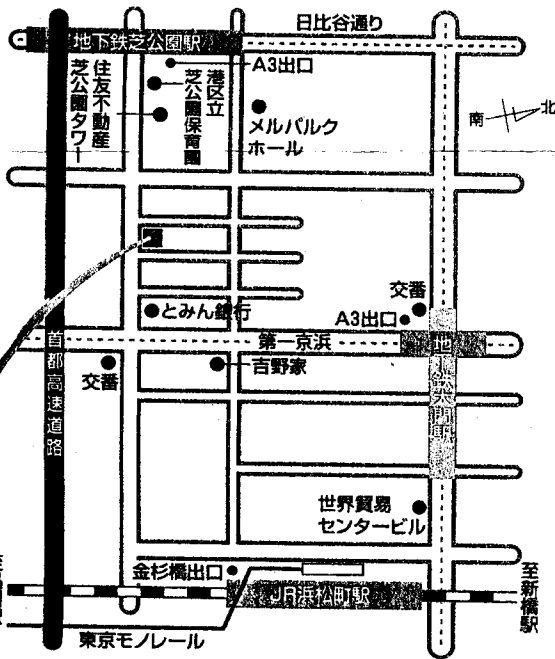 日比谷通り
地下鉄芝公園駅
A3出口
港区立
芝公園保育園
住友不動産
芝公園タワー
メルパルク
ホール
南
北
とみん銀行
交番
A3出口
第一京浜
地下鉄大門駅
首都高速道路
交番
吉野家
世界貿易
センタービル
金杉橋出口
JR浜松町駅
至新橋駅
東京モノレール